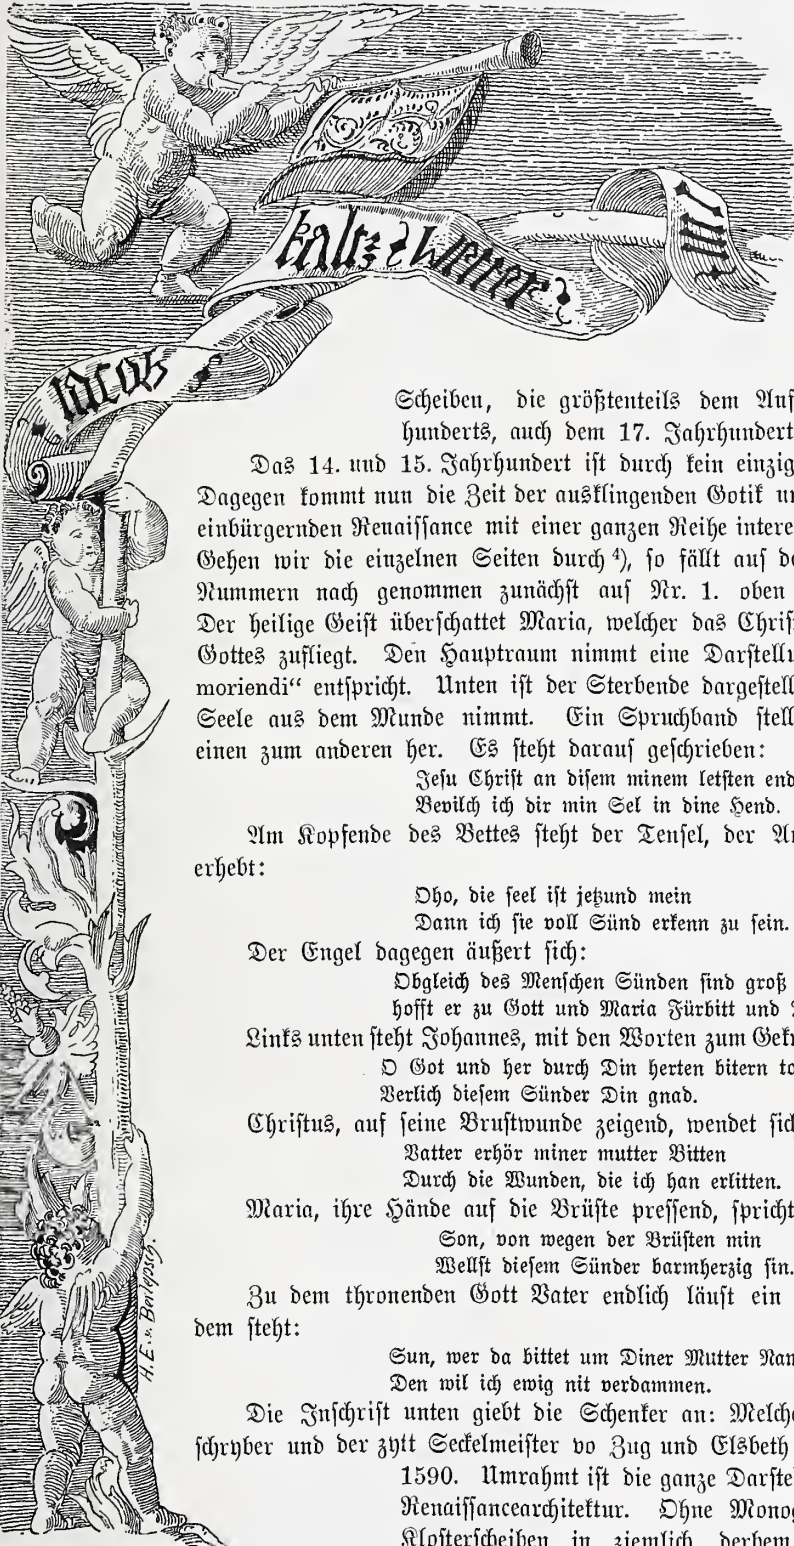 iacob
Scheiben, die größtenteils dem Auf
hunderts, auch dem 17. Jahrhundert
Das 14. und 15. Jahrhundert ist durch kein einzig
Dagegen kommt nun die Zeit der ausklingenden Gotik un
einbürgernden Renaissance mit einer ganzen Reihe intere
Gehen wir die einzelnen Seiten durch ⁴), so fällt auf de
Nummern nach genommen zunächst auf Nr. 1. oben
Der heilige Geist überschattet Maria, welcher das Chris
Gottes zufliegt. Den Hauptraum nimmt eine Darstellu
moriendi“ entspricht. Unten ist der Sterbende dargestell
Seele aus dem Munde nimmt. Ein Spruchband stell
einen zum anderen her. Es steht darauf geschrieben:
Jesu Christ an disem minem letsten end
Bevilch ich dir min Sel in dine Hend.
Am Kopfende des Bettes steht der Teufel, der An
erhebt:
Oho, die seel ist jetzund mein
Dann ich sie voll Sünd erkenn zu sein.
Der Engel dagegen äußert sich:
Obgleich des Menschen Sünden sind groß
hofft er zu Gott und Maria Fürbitt und
Links unten steht Johannes, mit den Worten zum Gekr
O Got und her durch Din herten bitern to
Verlich diesem Sünder Din gnad.
Christus, auf seine Brustwunde zeigend, wendet sich
Vatter erhör miner mutter Bitten
Durch die Wunden, die ich han erlitten.
Maria, ihre Hände auf die Brüste pressend, spricht
Son, von wegen der Brüsten min
Wellst diesem Sünder barmherzig sin.
Zu dem thronenden Gott Vater endlich läuft ein
dem steht:
Sun, wer da bittet um Diner Mutter Nam
Den wil ich ewig nit verdammen.
Die Inschrift unten giebt die Schenker an: Melche
schryber und der zytt Seckelmeister vo Zug und Elsbeth
1590. Umrahmt ist die ganze Darste
Renaissancearchitektur. Ohne Monog
Klosterscheiben in ziemlich derbem
H. E. v. Berlepsch.